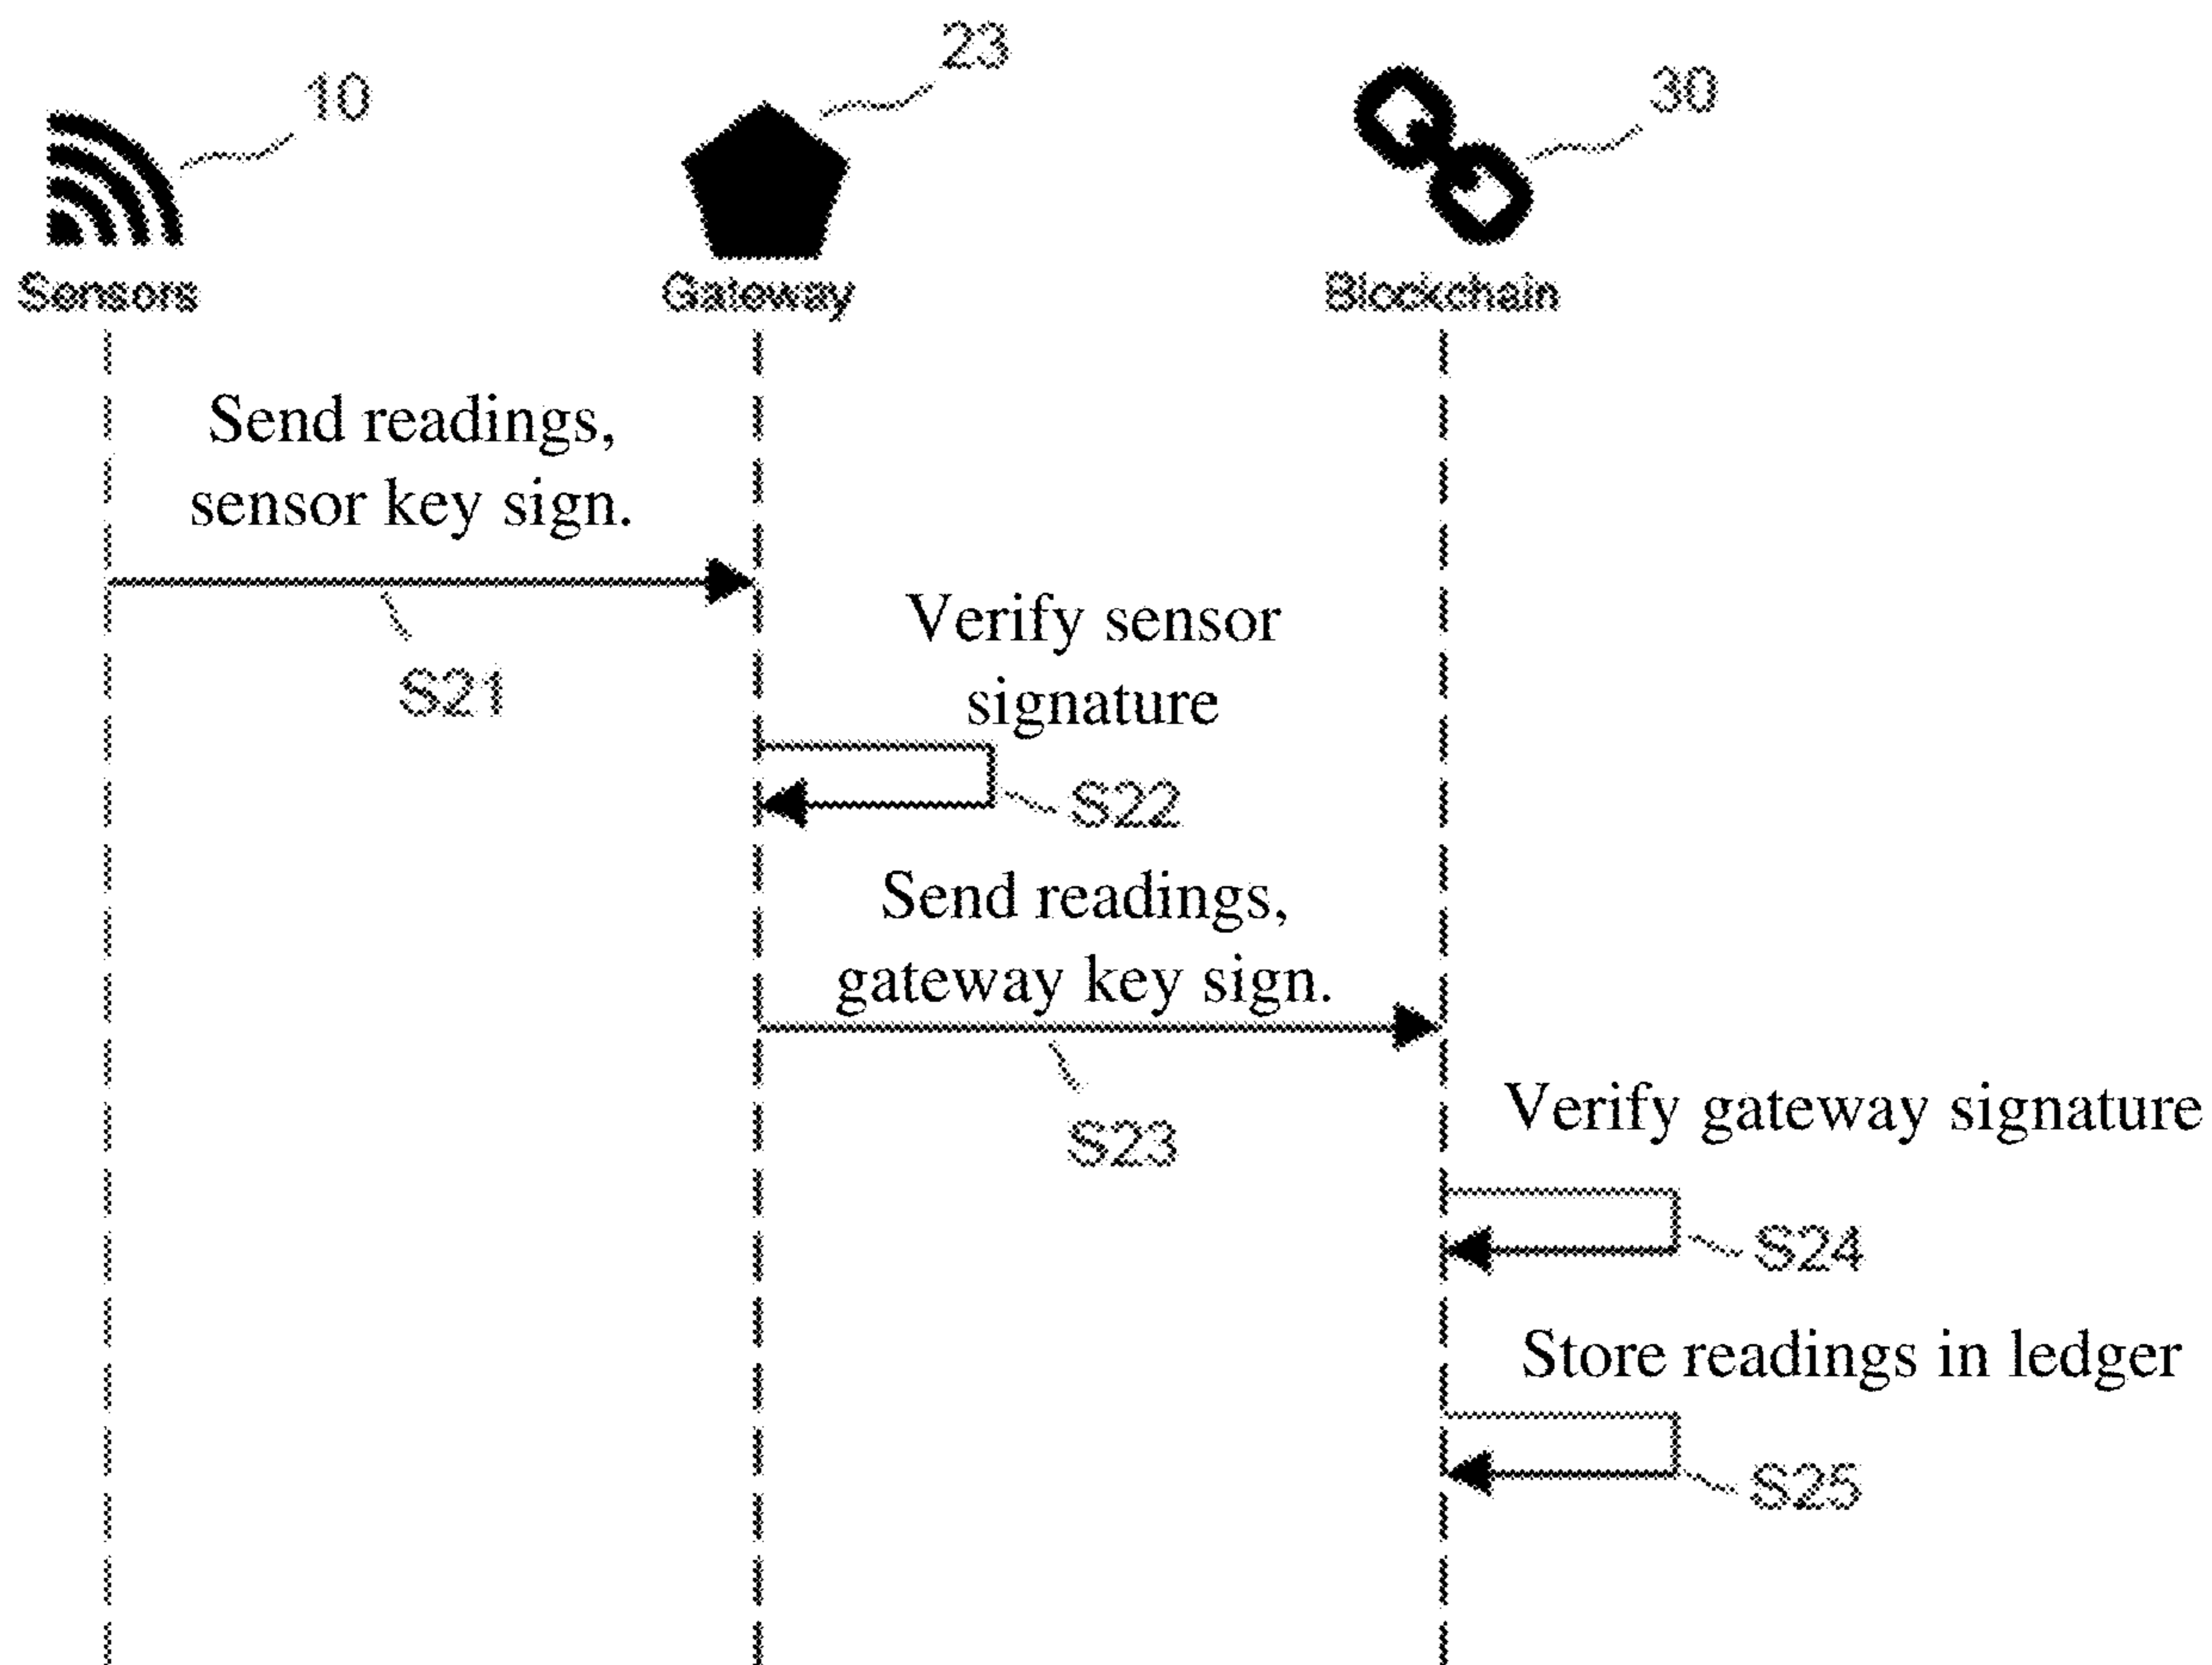 10
23
30
Sensors
Gateway
Blockchain
Send readings,
sensor key sign.
S21
Verify sensor
signature
S22
Send readings,
gateway key sign.
S23
Verify gateway signature
S24
Store readings in ledger
S25